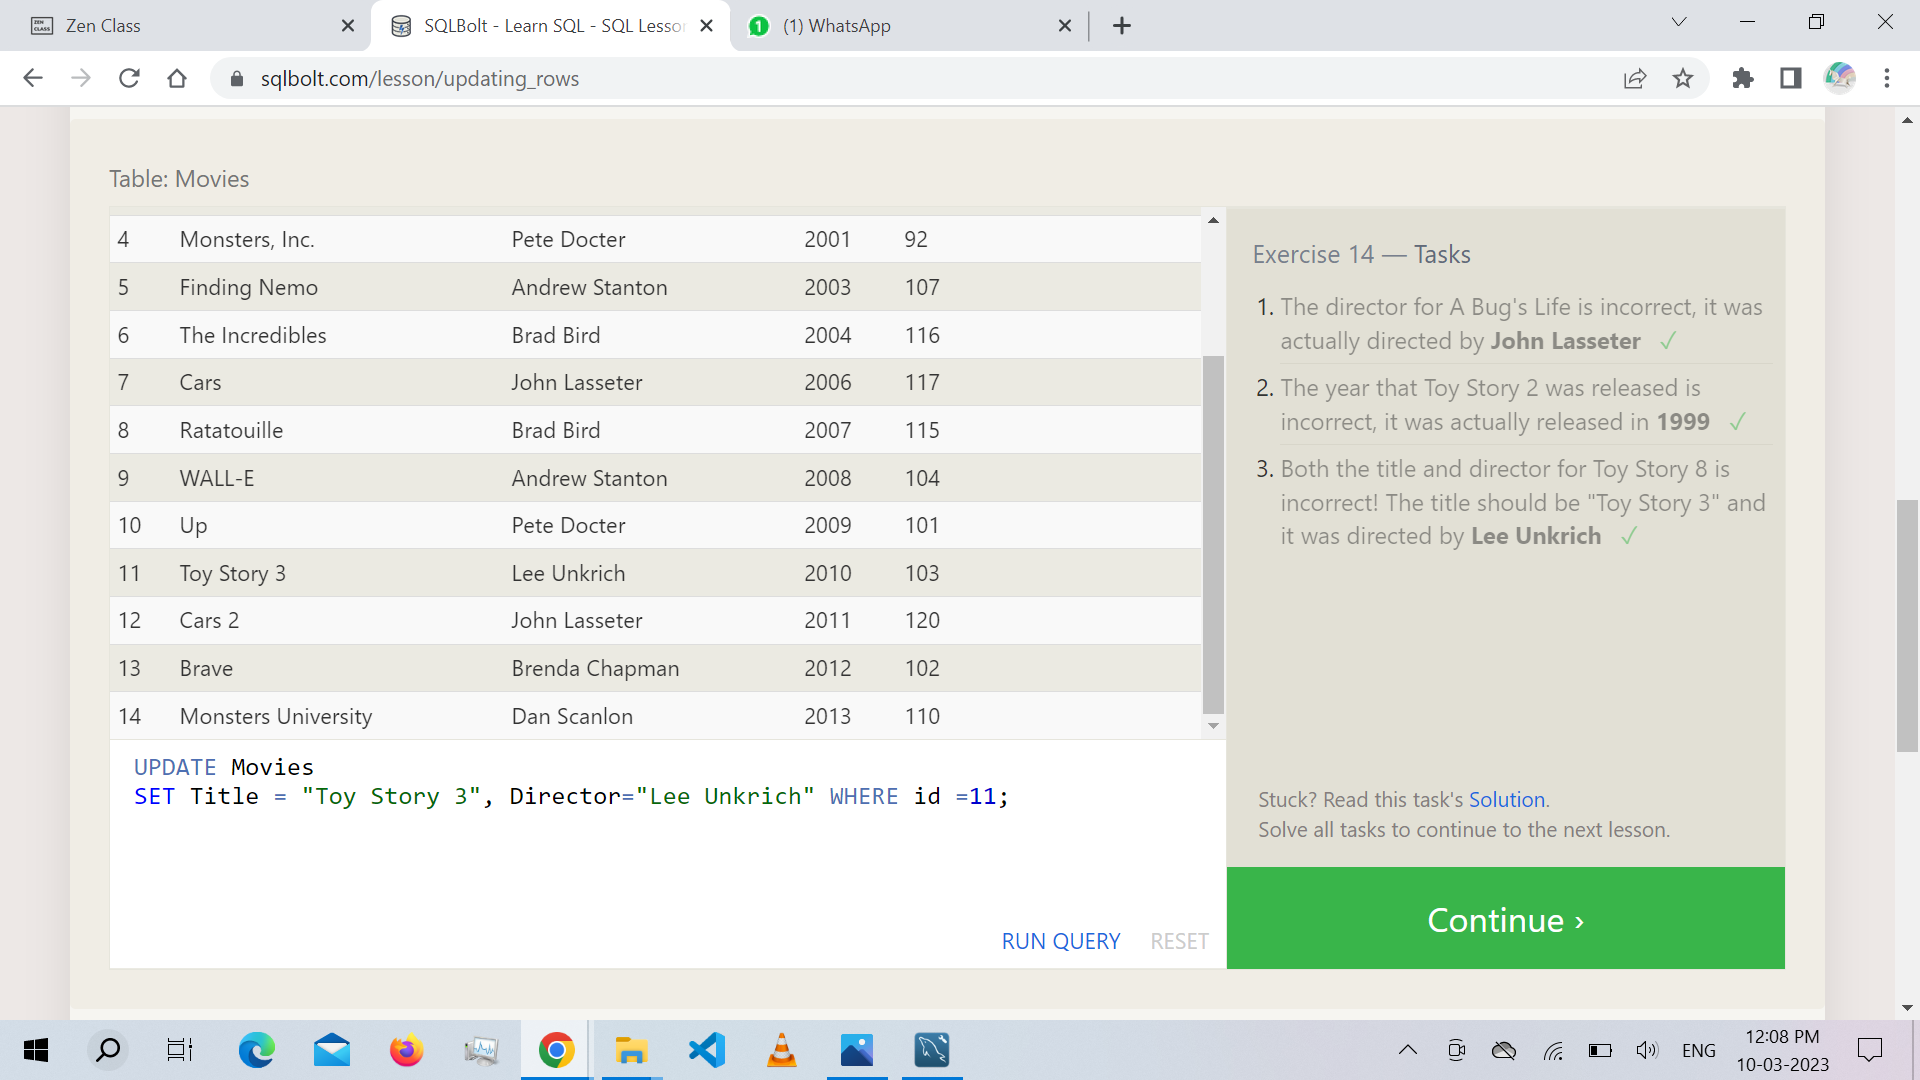 Zen Class
SQLBolt - Learn SQL - SQL Lesson
1 (1) WhatsApp
sqlbolt.com/lesson/updating_rows
Table: Movies
4 Monsters, Inc. Pete Docter 2001 92
5 Finding Nemo Andrew Stanton 2003 107
6 The Incredibles Brad Bird 2004 116
7 Cars John Lasseter 2006 117
8 Ratatouille Brad Bird 2007 115
9 WALL-E Andrew Stanton 2008 104
10 Up Pete Docter 2009 101
11 Toy Story 3 Lee Unkrich 2010 103
12 Cars 2 John Lasseter 2011 120
13 Brave Brenda Chapman 2012 102
14 Monsters University Dan Scanlon 2013 110
UPDATE Movies
SET Title = "Toy Story 3", Director="Lee Unkrich" WHERE id =11;
RUN QUERY RESET
Exercise 14 — Tasks
1. The director for A Bug's Life is incorrect, it was
actually directed by John Lasseter ✓
2. The year that Toy Story 2 was released is
incorrect, it was actually released in 1999 ✓
3. Both the title and director for Toy Story 8 is
incorrect! The title should be "Toy Story 3" and
it was directed by Lee Unkrich ✓
Stuck? Read this task's Solution.
Solve all tasks to continue to the next lesson.
Continue ›
ENG
12:08 PM
10-03-2023